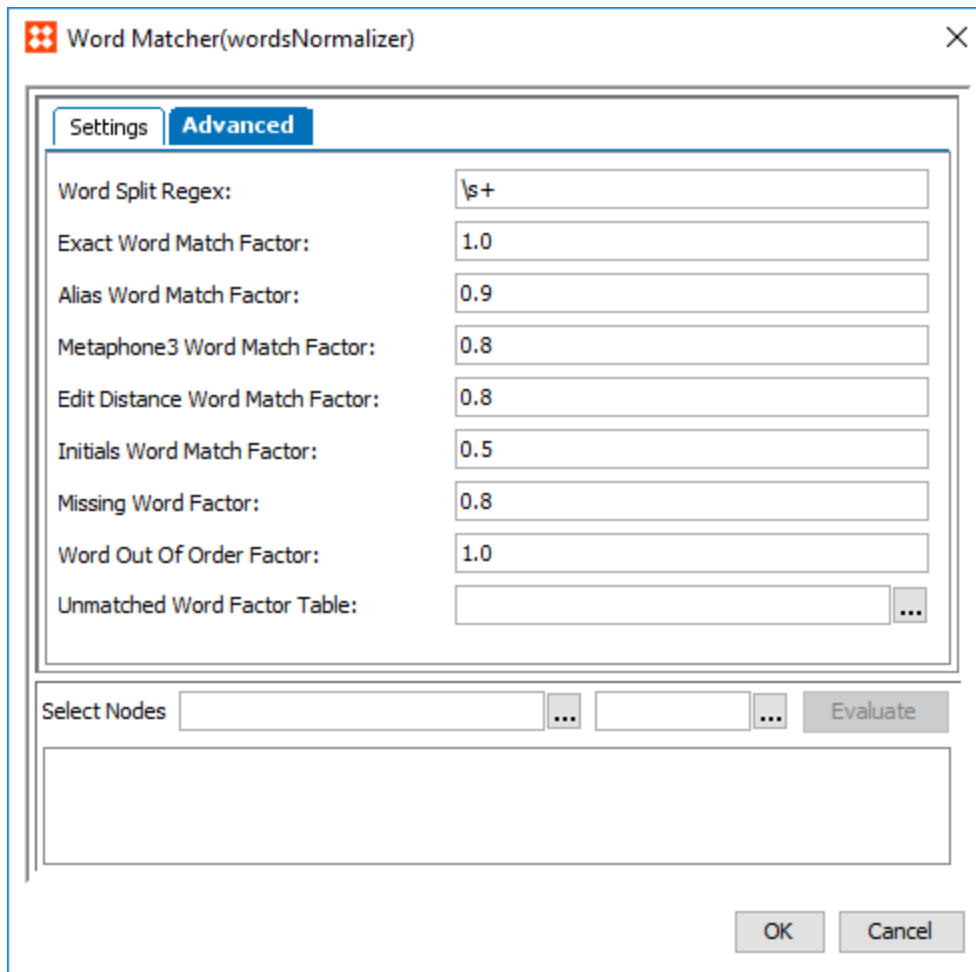 Word Matcher(wordsNormalizer)
Settings Advanced
Word Split Regex: \s+
Exact Word Match Factor: 1.0
Alias Word Match Factor: 0.9
Metaphone3 Word Match Factor: 0.8
Edit Distance Word Match Factor: 0.8
Initials Word Match Factor: 0.5
Missing Word Factor: 0.8
Word Out Of Order Factor: 1.0
Unmatched Word Factor Table: ...
Select Nodes ... ... Evaluate
OK Cancel